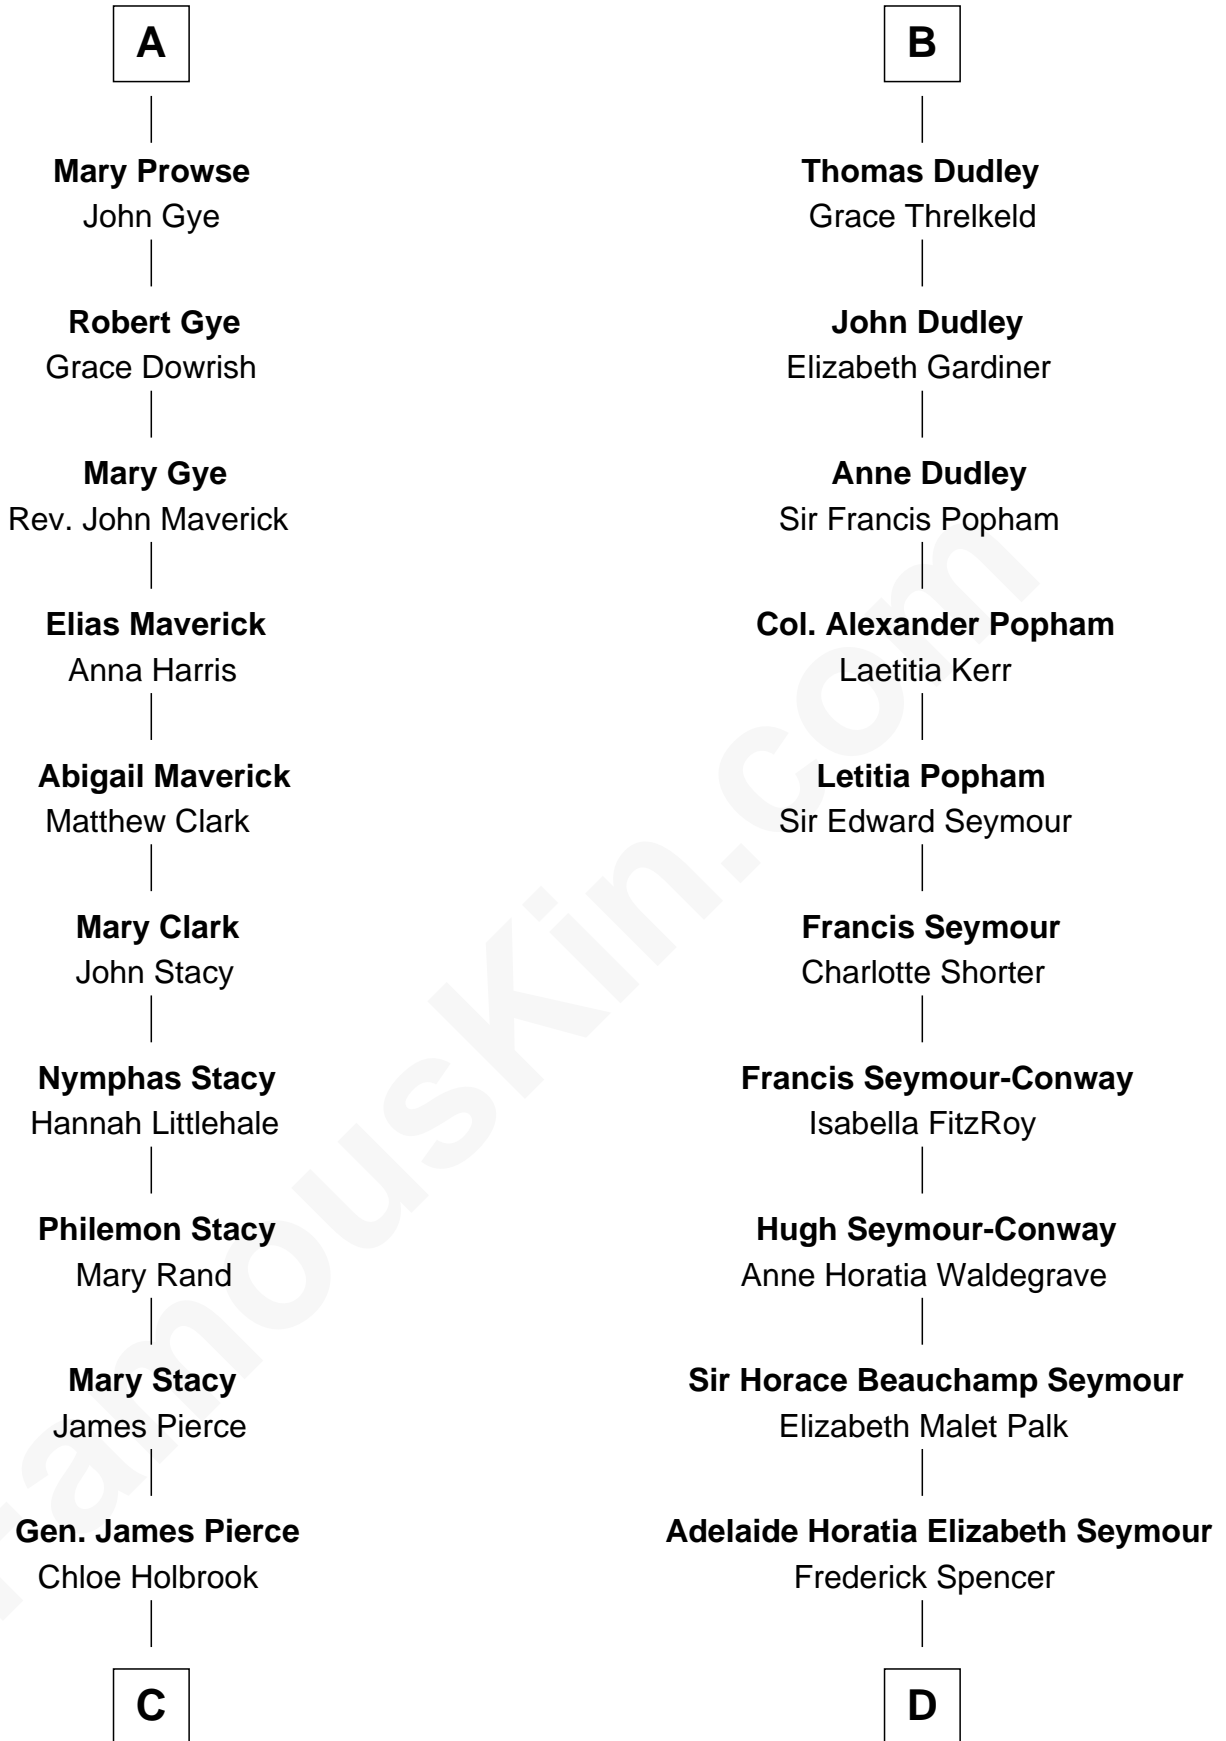 A
Mary Prowse
John Gye
Robert Gye
Grace Dowrish
Mary Gye
Rev. John Maverick
Elias Maverick
Anna Harris
Abigail Maverick
Matthew Clark
Mary Clark
John Stacy
Nymphas Stacy
Hannah Littlehale
Philemon Stacy
Mary Rand
Mary Stacy
James Pierce
Gen. James Pierce
Chloe Holbrook
C
B
Thomas Dudley
Grace Threlkeld
John Dudley
Elizabeth Gardiner
Anne Dudley
Sir Francis Popham
Col. Alexander Popham
Laetitia Kerr
Letitia Popham
Sir Edward Seymour
Francis Seymour
Charlotte Shorter
Francis Seymour-Conway
Isabella FitzRoy
Hugh Seymour-Conway
Anne Horatia Waldegrave
Sir Horace Beauchamp Seymour
Elizabeth Malet Palk
Adelaide Horatia Elizabeth Seymour
Frederick Spencer
D
FamousKin.com